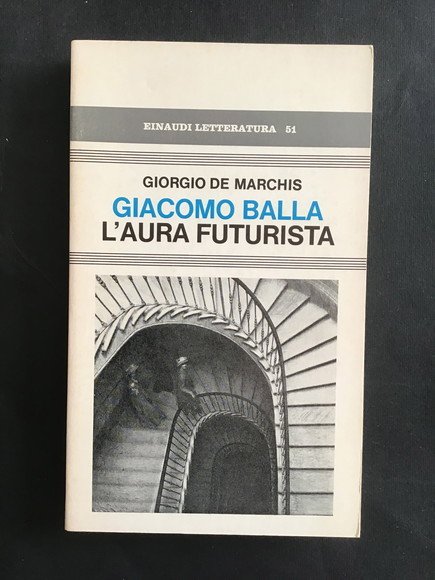 EINAUDI LETTERATURA 51
GIORGIO DE MARCHIS
GIACOMO BALLA
L'AURA FUTURISTA